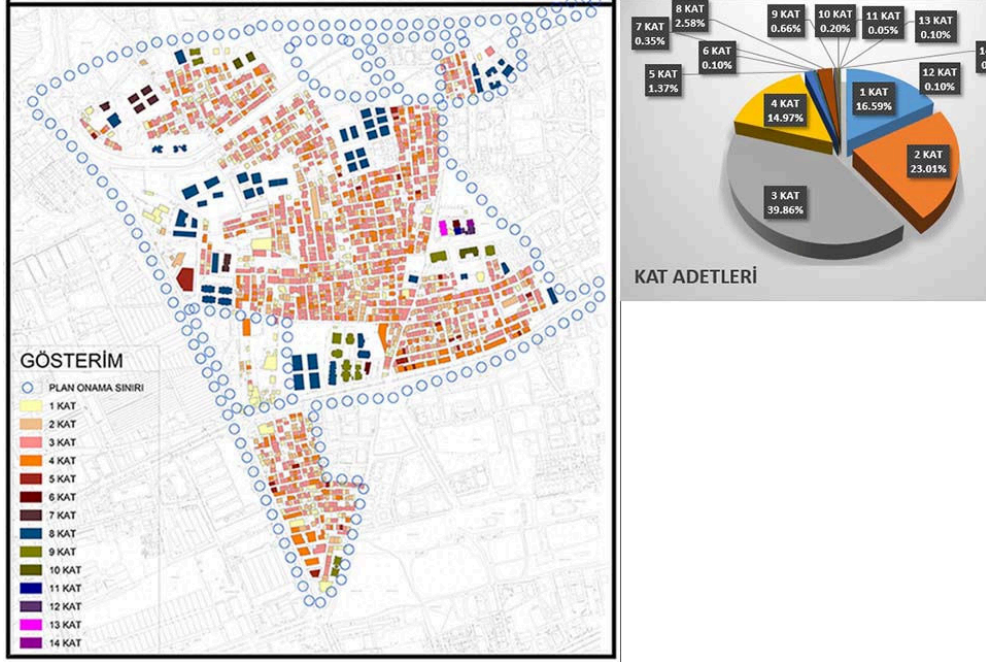 GÖSTERİM
PLAN ONAMA SINIRI
1 KAT
2 KAT
3 KAT
4 KAT
5 KAT
6 KAT
7 KAT
8 KAT
9 KAT
10 KAT
11 KAT
12 KAT
13 KAT
14 KAT
8 KAT
2.58%
9 KAT
0.66%
10 KAT
0.20%
11 KAT
0.05%
13 KAT
0.10%
7 KAT
0.35%
6 KAT
0.10%
5 KAT
1.37%
12 KAT
0.10%
4 KAT
14.97%
1 KAT
16.59%
2 KAT
23.01%
3 KAT
39.86%
KAT ADETLERİ